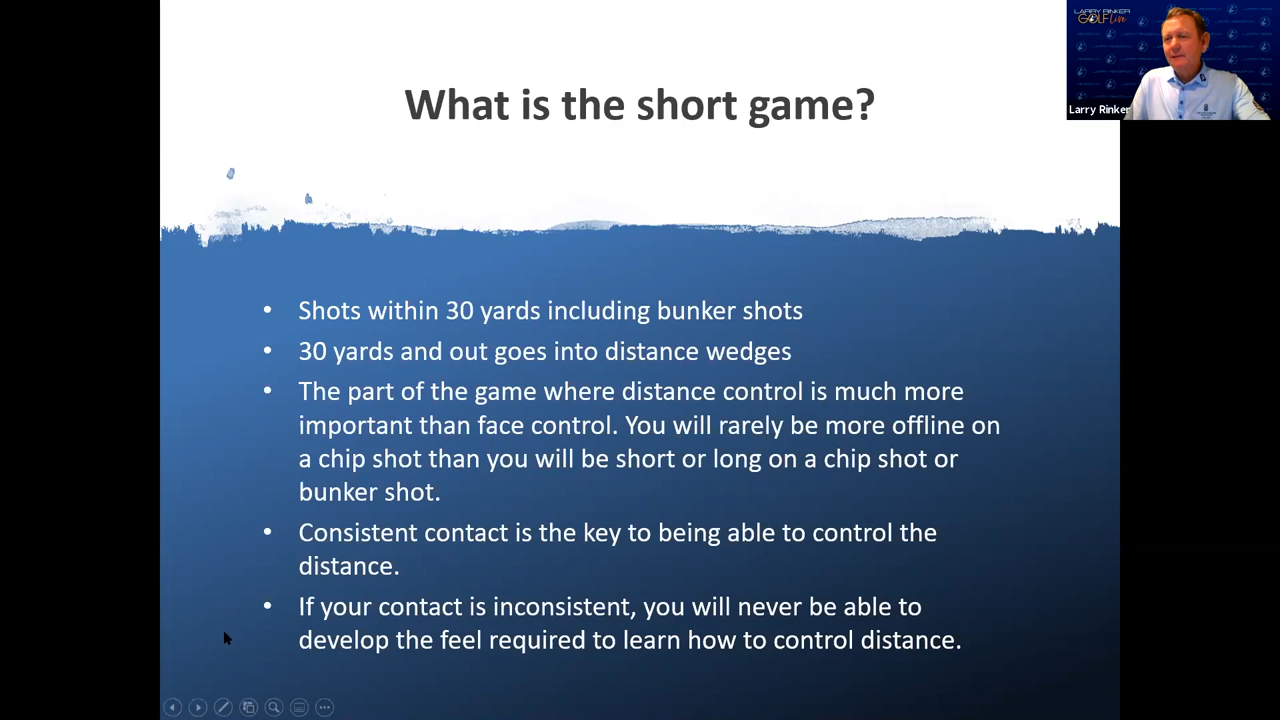 LARRY RINKER
GOLF Live
Larry Rinker
What is the short game?
• Shots within 30 yards including bunker shots
• 30 yards and out goes into distance wedges
• The part of the game where distance control is much more
important than face control. You will rarely be more offline on
a chip shot than you will be short or long on a chip shot or
bunker shot.
• Consistent contact is the key to being able to control the
distance.
• If your contact is inconsistent, you will never be able to
develop the feel required to learn how to control distance.